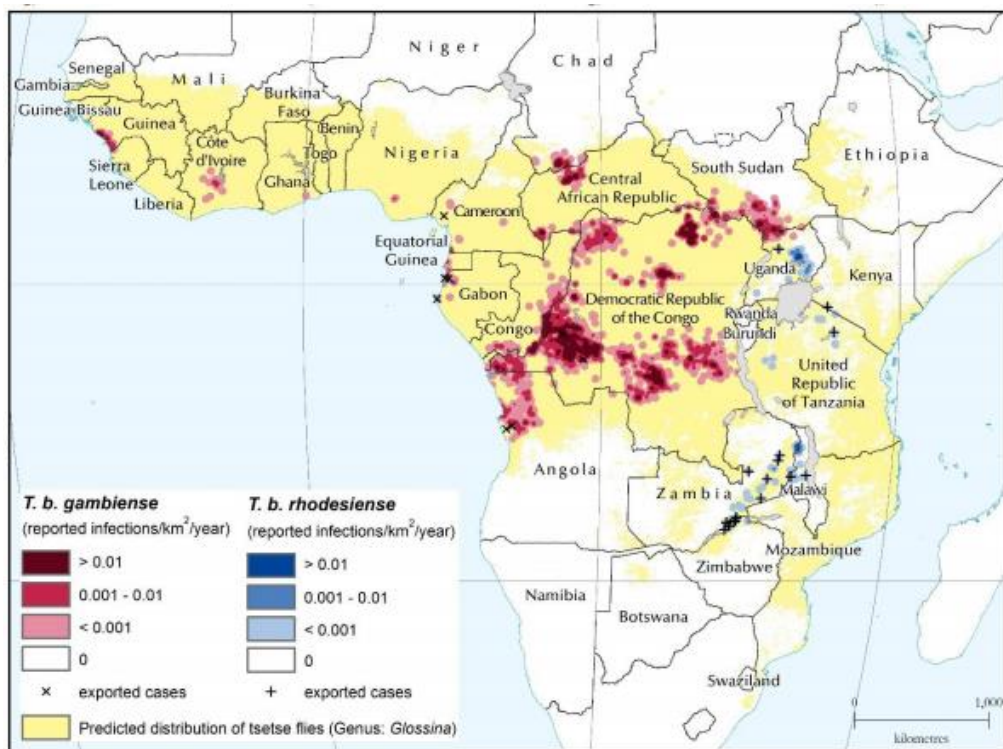 Niger
Chad
Mali
Senegal
Gambia
Guinea-Bissau
Guinea
Burkina
Faso
Benin
Togo
Côte
d'Ivoire
Ghana
Nigeria
Sierra
Leone
Liberia
South Sudan
Ethiopia
Central
African Republic
Cameroon
Equatorial
Guinea
Gabon
Congo
Democratic Republic
of the Congo
Uganda
Kenya
Rwanda
Burundi
United
Republic
of Tanzania
Angola
Zambia
Malawi
Mozambique
Zimbabwe
Namibia
Botswana
Swaziland
T. b. gambiense
(reported infections/km²/year)
> 0.01
0.001 - 0.01
< 0.001
0
× exported cases
T. b. rhodesiense
(reported infections/km²/year)
> 0.01
0.001 - 0.01
< 0.001
0
+ exported cases
Predicted distribution of tsetse flies (Genus: Glossina)
0 1,000
kilometres